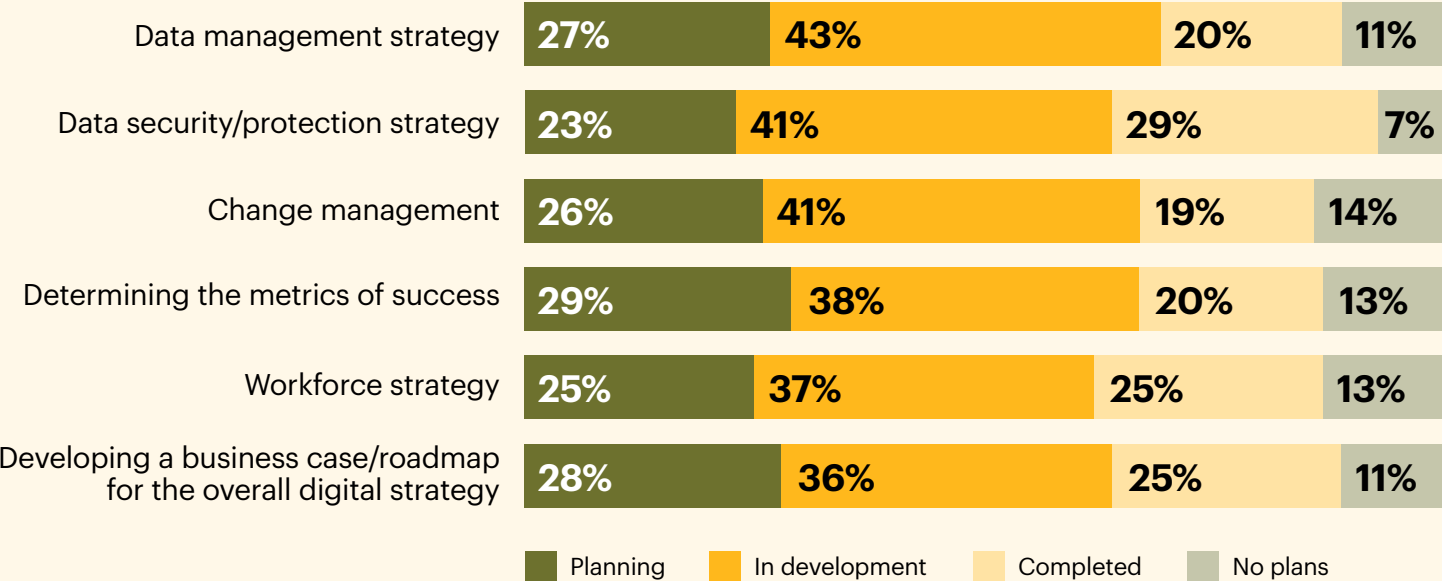 Data management strategy 27% 43% 20% 11%
Data security/protection strategy 23% 41% 29% 7%
Change management 26% 41% 19% 14%
Determining the metrics of success 29% 38% 20% 13%
Workforce strategy 25% 37% 25% 13%
Developing a business case/roadmap
for the overall digital strategy 28% 36% 25% 11%
Planning In development Completed No plans